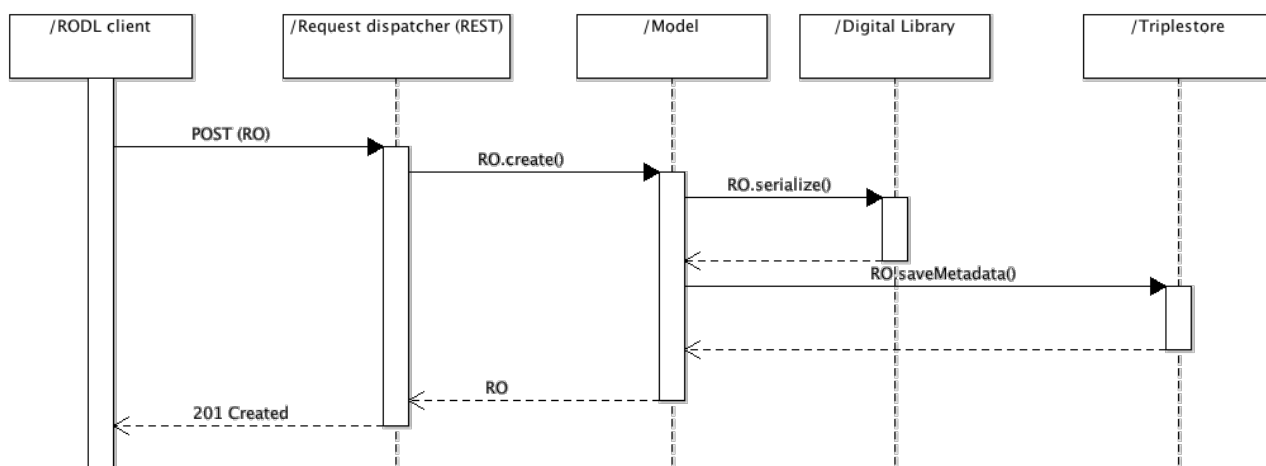 /RODL client
/Request dispatcher (REST)
/Model
/Digital Library
/Triplestore
POST (RO)
RO.create()
RO.serialize()
RO.saveMetadata()
RO
201 Created